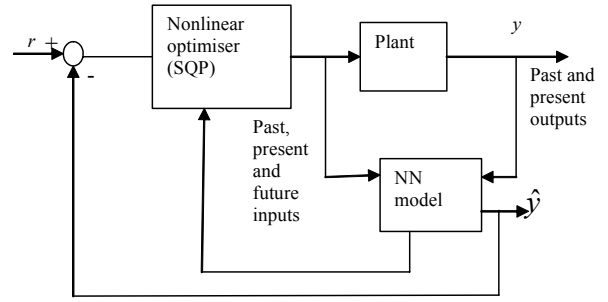 r
+
-
Nonlinear
optimiser
(SQP)
Plant
y
Past and
present
outputs
Past,
present
and
future
inputs
NN
model
ŷ